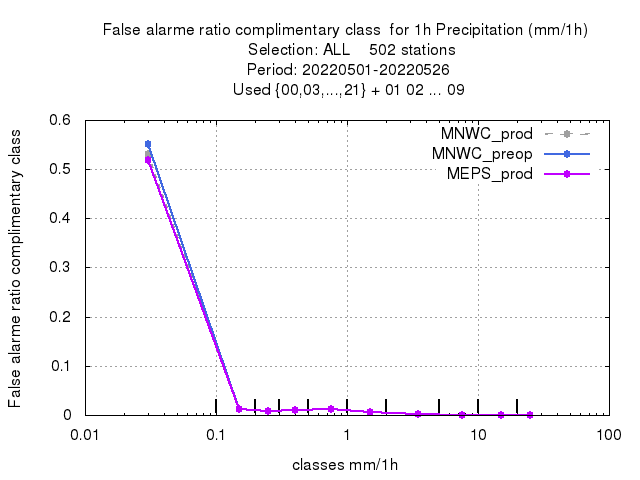 False alarme ratio complimentary class  for 1h Precipitation (mm/1h)
Selection: ALL    502 stations
Period: 20220501-20220526
Used {00,03,...,21} + 01 02 ... 09
MNWC_prod
MNWC_preop
MEPS_prod
False alarme ratio complimentary class
0.6
0.5
0.4
0.3
0.2
0.1
0
0.01
0.1
1
10
100
classes mm/1h